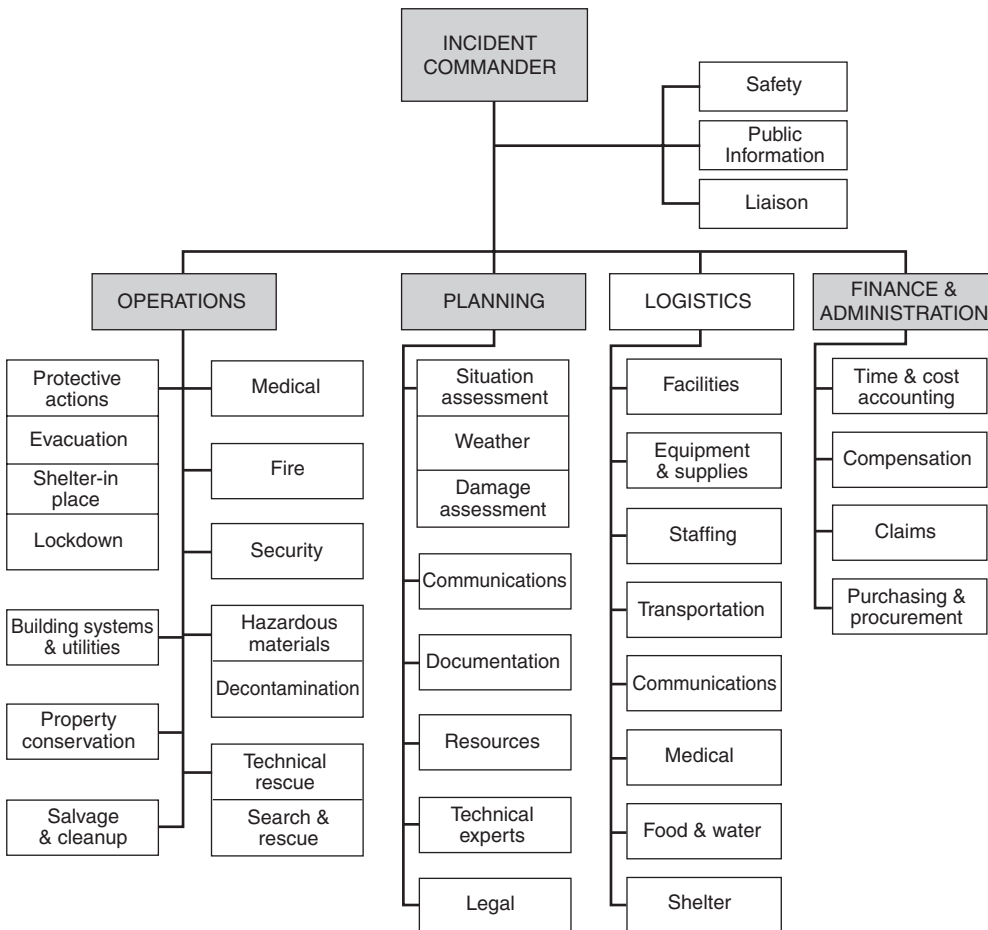 INCIDENT
COMMANDER
Safety
Public
Information
Liaison
OPERATIONS
PLANNING
LOGISTICS
FINANCE &
ADMINISTRATION
Protective
actions
Evacuation
Shelter-in
place
Lockdown
Building systems
& utilities
Property
conservation
Salvage
& cleanup
Medical
Fire
Security
Hazardous
materials
Decontamination
Technical
rescue
Search &
rescue
Situation
assessment
Weather
Damage
assessment
Communications
Documentation
Resources
Technical
experts
Legal
Facilities
Equipment
& supplies
Staffing
Transportation
Communications
Medical
Food & water
Shelter
Time & cost
accounting
Compensation
Claims
Purchasing &
procurement